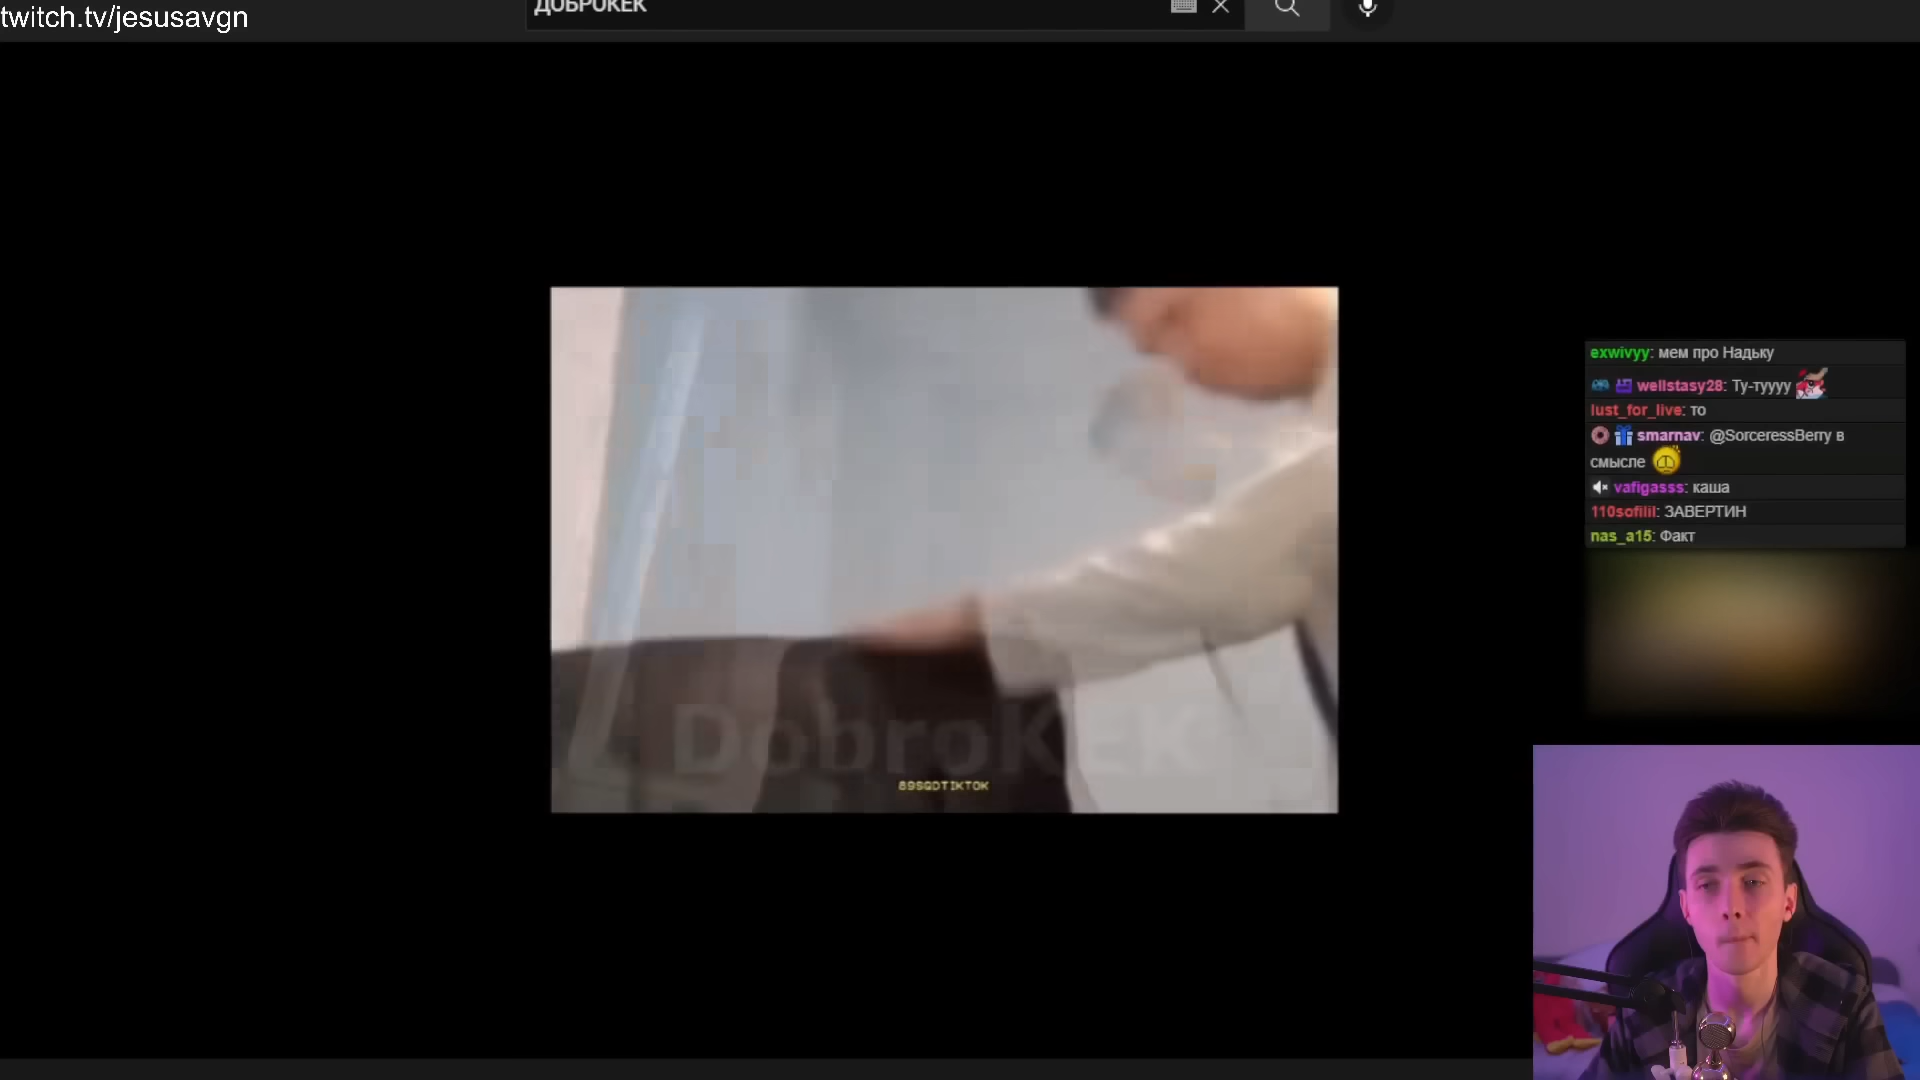 twitch.tv/jesusavgn
ДОБРОКЕК
exwivyy: мем про Надьку
wellstasy28: Ту-туууу
lust_for_live: то
smarnav: @SorceressBerry в
смысле
vafigasss: каша
110sofilil: ЗАВЕРТИН
nas_a15: Факт
DobroKEK
89SQDTIKTOK